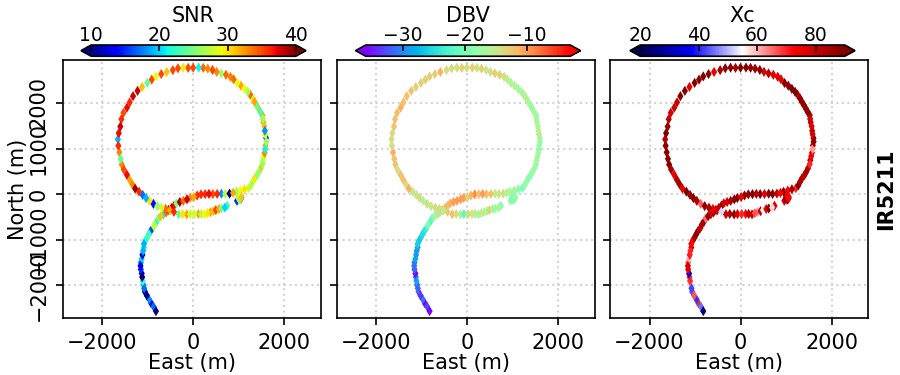 SNR DBV Xc
10 20 30 40 −30 −20 −10 20 40 60 80
North (m)
2000
1000
0
−1000
−2000
IR5211
−2000 0 2000 −2000 0 2000 −2000 0 2000
East (m) East (m) East (m)